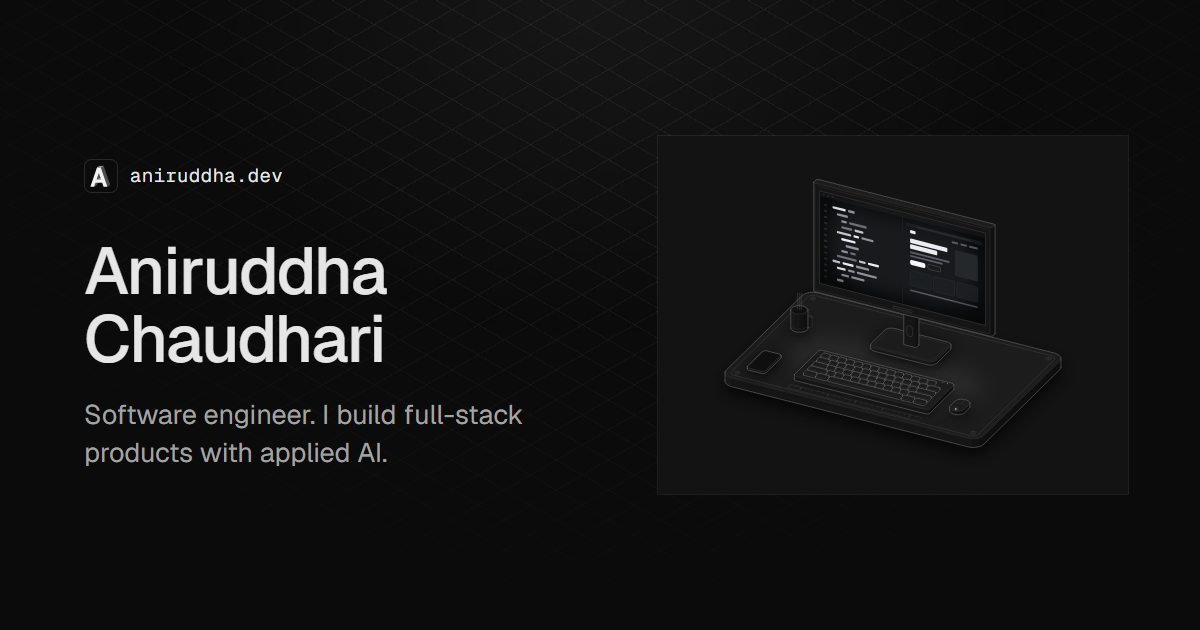 A aniruddha.dev
Aniruddha
Chaudhari
Software engineer. I build full-stack
products with applied AI.